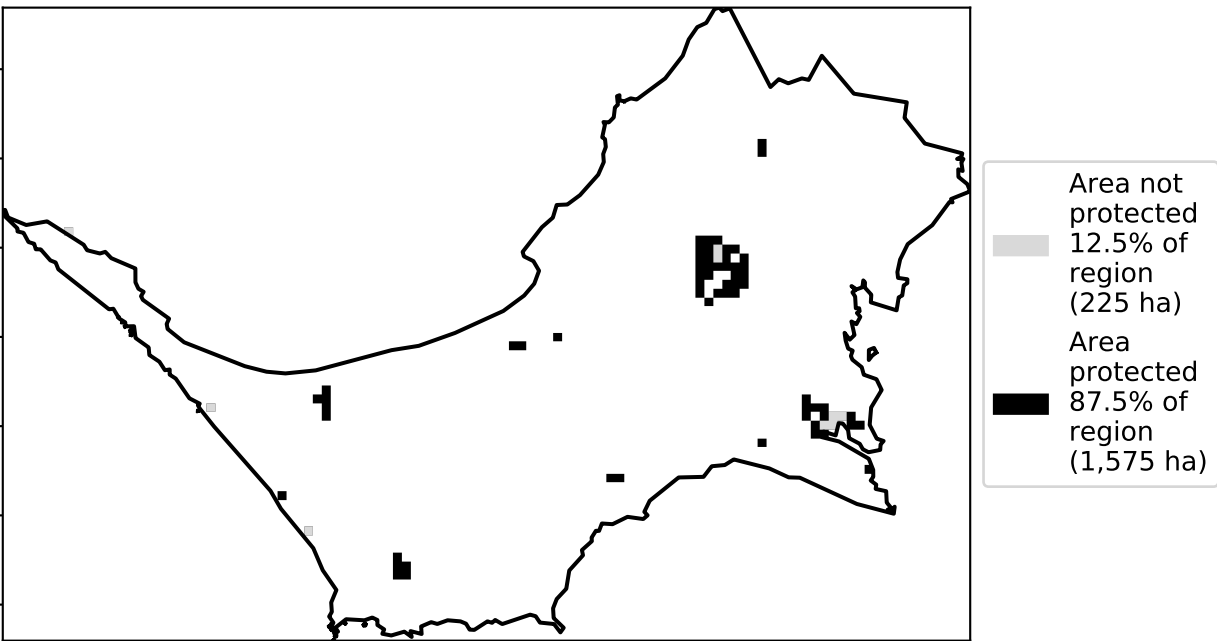 Area not
protected
12.5% of
region
(225 ha)
Area
protected
87.5% of
region
(1,575 ha)